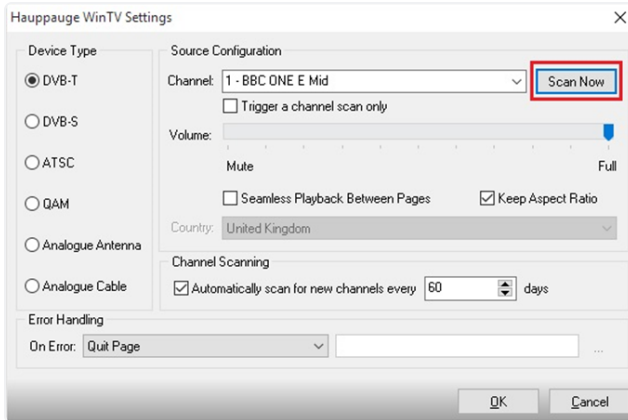 Hauppauge WinTV Settings
Device Type
DVB-T
DVB-S
ATSC
QAM
Analogue Antenna
Analogue Cable
Source Configuration
Channel: 1 - BBC ONE E Mid Scan Now
Trigger a channel scan only
Volume:
Mute Full
Seamless Playback Between Pages Keep Aspect Ratio
Country: United Kingdom
Channel Scanning
Automatically scan for new channels every 60 days
Error Handling
On Error: Quit Page ...
OK Cancel